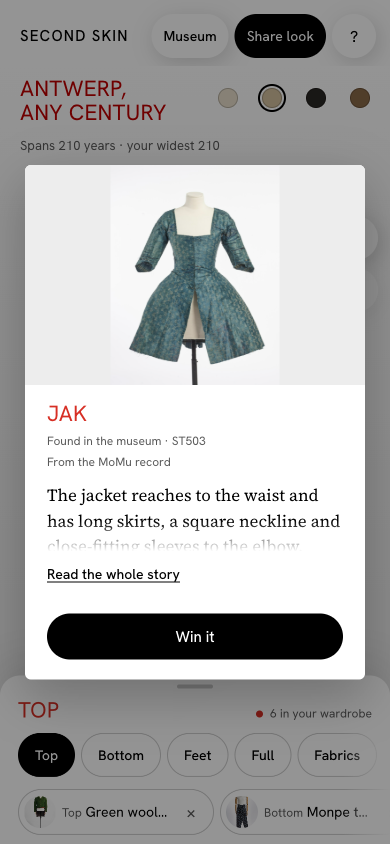 SECOND SKIN
Museum
Share look
?
ANTWERP,
ANY CENTURY
Spans 210 years · your widest 210
JAK
Found in the museum · ST503
From the MoMu record
The jacket reaches to the waist and
has long skirts, a square neckline and
close-fitting sleeves to the elbow
Read the whole story
Win it
TOP
6 in your wardrobe
Top
Bottom
Feet
Full
Fabrics
Top Green wool... ×
Bottom Monpe t...